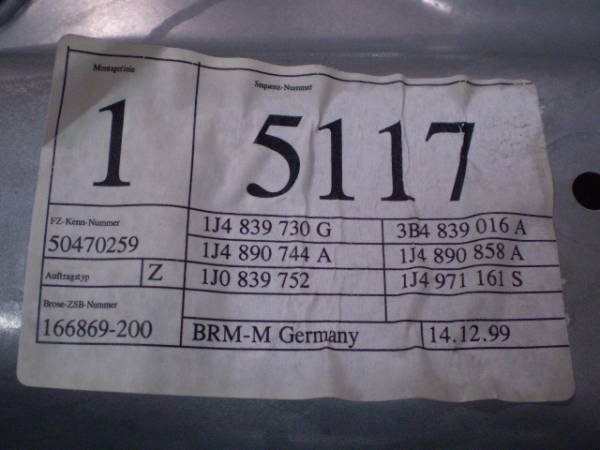 Montagelinie
Sequenz-Nummer
1
5117
FZ-Kenn-Nummer
50470259
1J4 839 730 G
3B4 839 016 A
1J4 890 744 A
1J4 890 858 A
Auftragstyp
Z
1J0 839 752
1J4 971 161 S
Brose-ZSB-Nummer
166869-200
BRM-M Germany
14.12.99